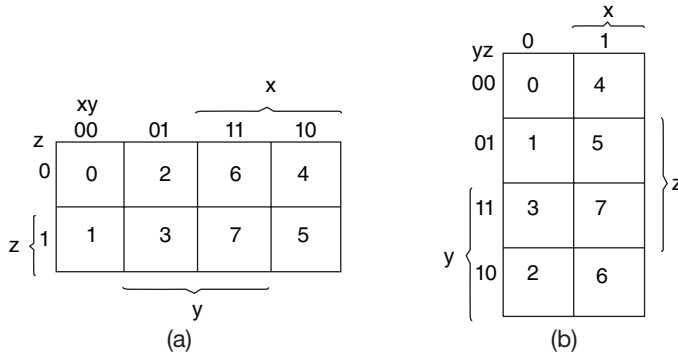 x
xy
00 01 11 10
z
0 0 2 6 4
z 1 1 3 7 5
y
(a)
x
0 1
yz
00 0 4
01 1 5
z
11 3 7
y
10 2 6
(b)